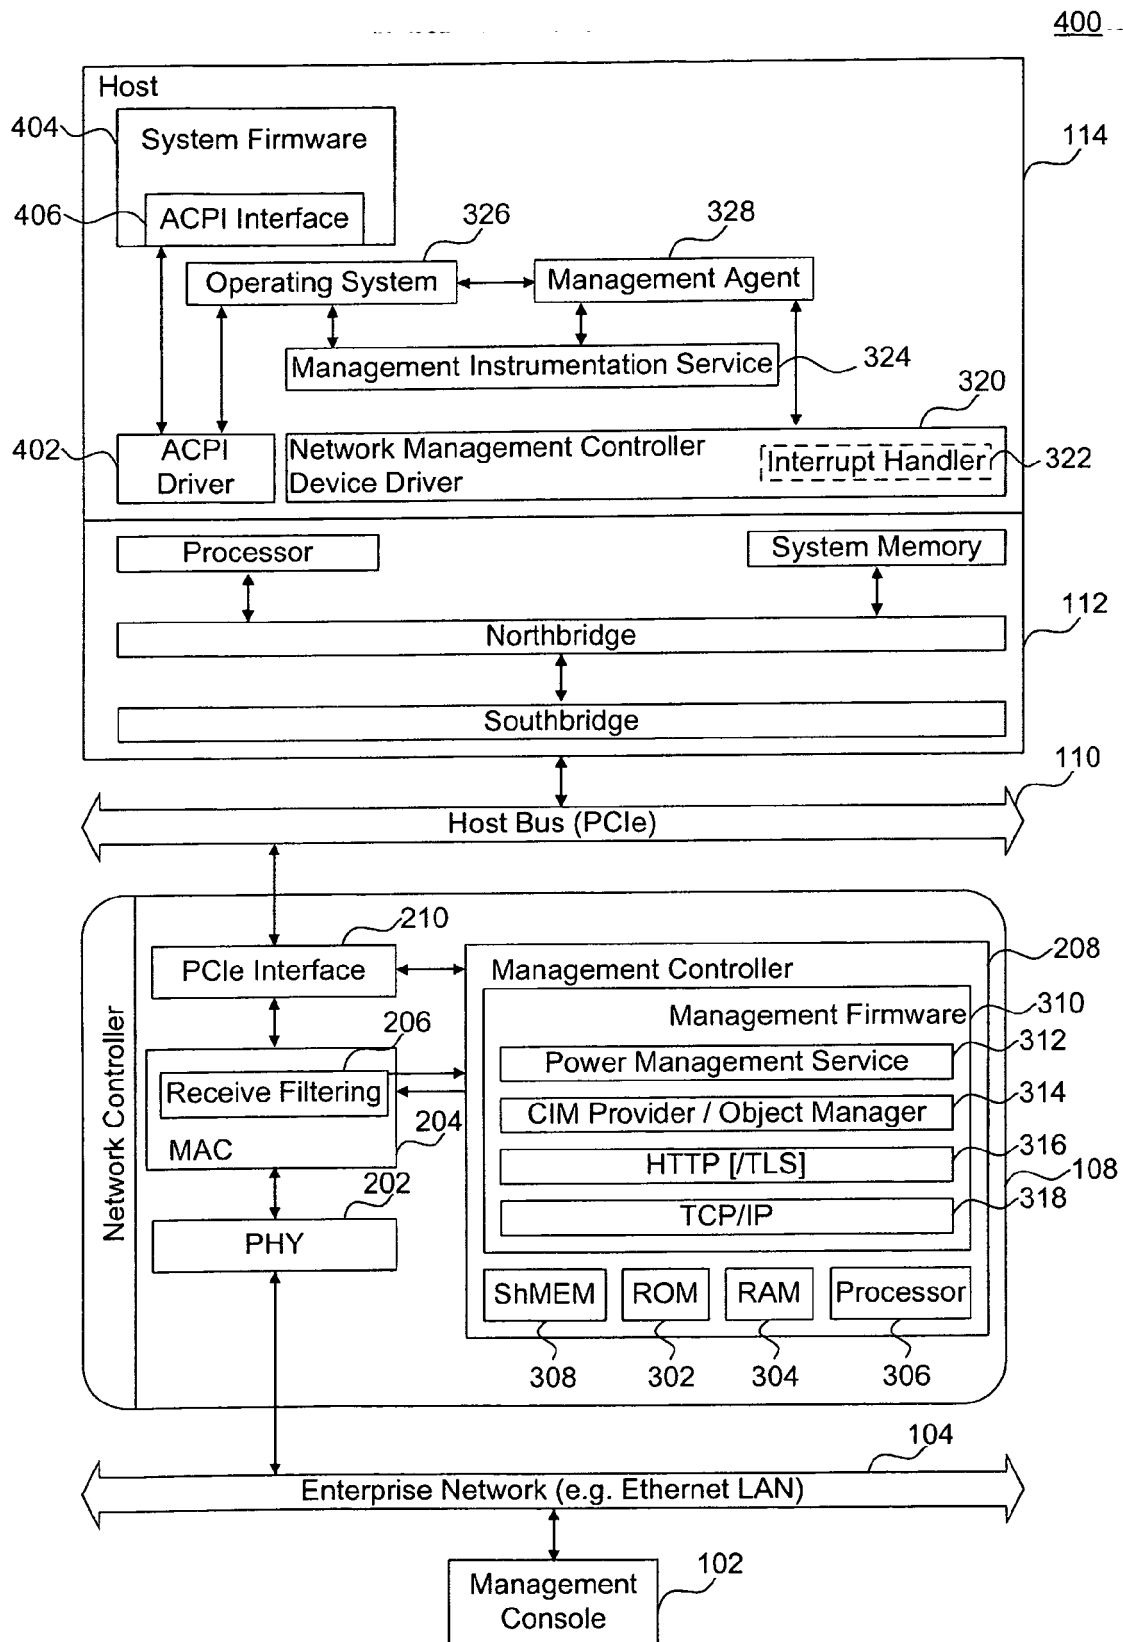 400
Host
404
System Firmware
114
406
ACPI Interface
326
328
Operating System
Management Agent
Management Instrumentation Service
324
320
402
ACPI
Driver
Network Management Controller
Device Driver
Interrupt Handler
322
Processor
System Memory
112
Northbridge
Southbridge
110
Host Bus (PCIe)
Network Controller
210
PCIe Interface
206
Receive Filtering
MAC
204
202
PHY
208
Management Controller
310
Management Firmware
312
Power Management Service
314
CIM Provider / Object Manager
316
HTTP [/TLS]
108
318
TCP/IP
ShMEM
ROM
RAM
Processor
308
302
304
306
104
Enterprise Network (e.g. Ethernet LAN)
102
Management
Console